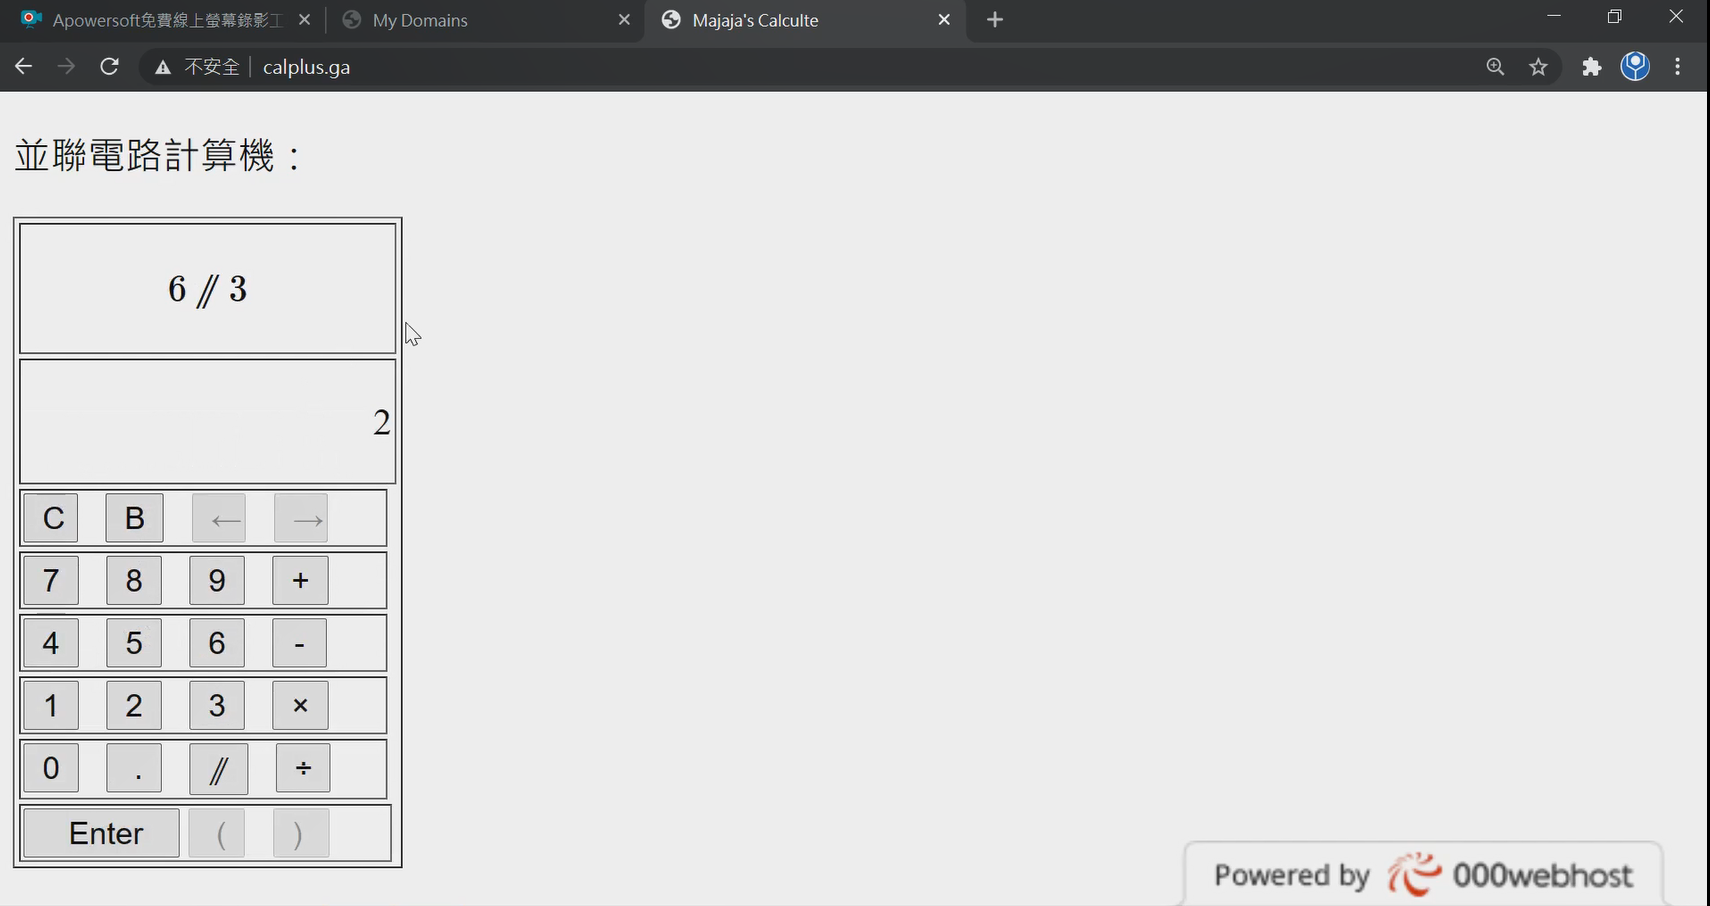 Apowersoft免費線上螢幕錄影工
My Domains
Majaja's Calculte
不安全 calplus.ga
並聯電路計算機：
6 // 3
2
C B ← →
7 8 9 +
4 5 6 -
1 2 3 ×
0 . // ÷
Enter ( )
Powered by 000webhost